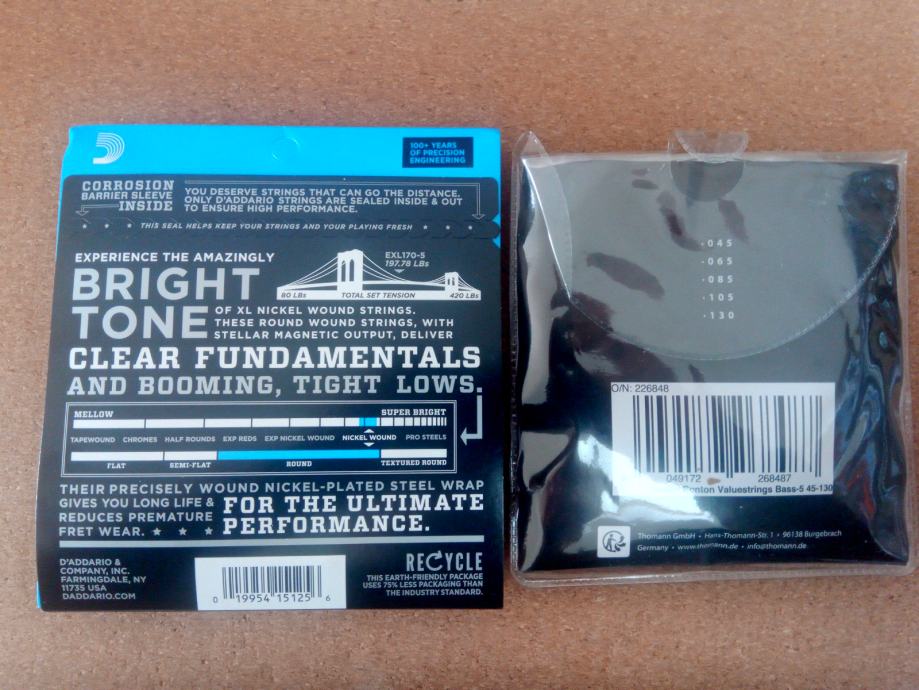 100+ YEARS
OF PRECISION
ENGINEERING
CORROSION
BARRIER SLEEVE
INSIDE
YOU DESERVE STRINGS THAT CAN GO THE DISTANCE.
ONLY D'ADDARIO STRINGS ARE SEALED INSIDE & OUT
TO ENSURE HIGH PERFORMANCE.
THIS SEAL HELPS KEEP YOUR STRINGS AND YOUR PLAYING FRESH
EXPERIENCE THE AMAZINGLY
BRIGHT
TONE
EXL170-5
197.78 LBs
80 LBs TOTAL SET TENSION 420 LBs
OF XL NICKEL WOUND STRINGS.
THESE ROUND WOUND STRINGS, WITH
STELLAR MAGNETIC OUTPUT, DELIVER
CLEAR FUNDAMENTALS
AND BOOMING, TIGHT LOWS.
MELLOW SUPER BRIGHT
TAPEWOUND CHROMES HALF ROUNDS EXP REDS EXP NICKEL WOUND NICKEL WOUND PRO STEELS
FLAT SEMI-FLAT ROUND TEXTURED ROUND
THEIR PRECISELY WOUND NICKEL-PLATED STEEL WRAP
GIVES YOU LONG LIFE &
REDUCES PREMATURE
FRET WEAR.
FOR THE ULTIMATE
PERFORMANCE.
D'ADDARIO &
COMPANY, INC.
FARMINGDALE, NY
11735 USA
DADDARIO.COM
0 19954 15125 6
RECYCLE
THIS EARTH-FRIENDLY PACKAGE
USES 75% LESS PACKAGING THAN
THE INDUSTRY STANDARD.
.045
.065
.085
.105
.130
O/N: 226848
049172 268487
Valuestrings Bass-5 45-130
Thomann GmbH • Hans-Thomann-Str. 1 • 96138 Burgebrach
Germany • www.thomann.de • info@thomann.de